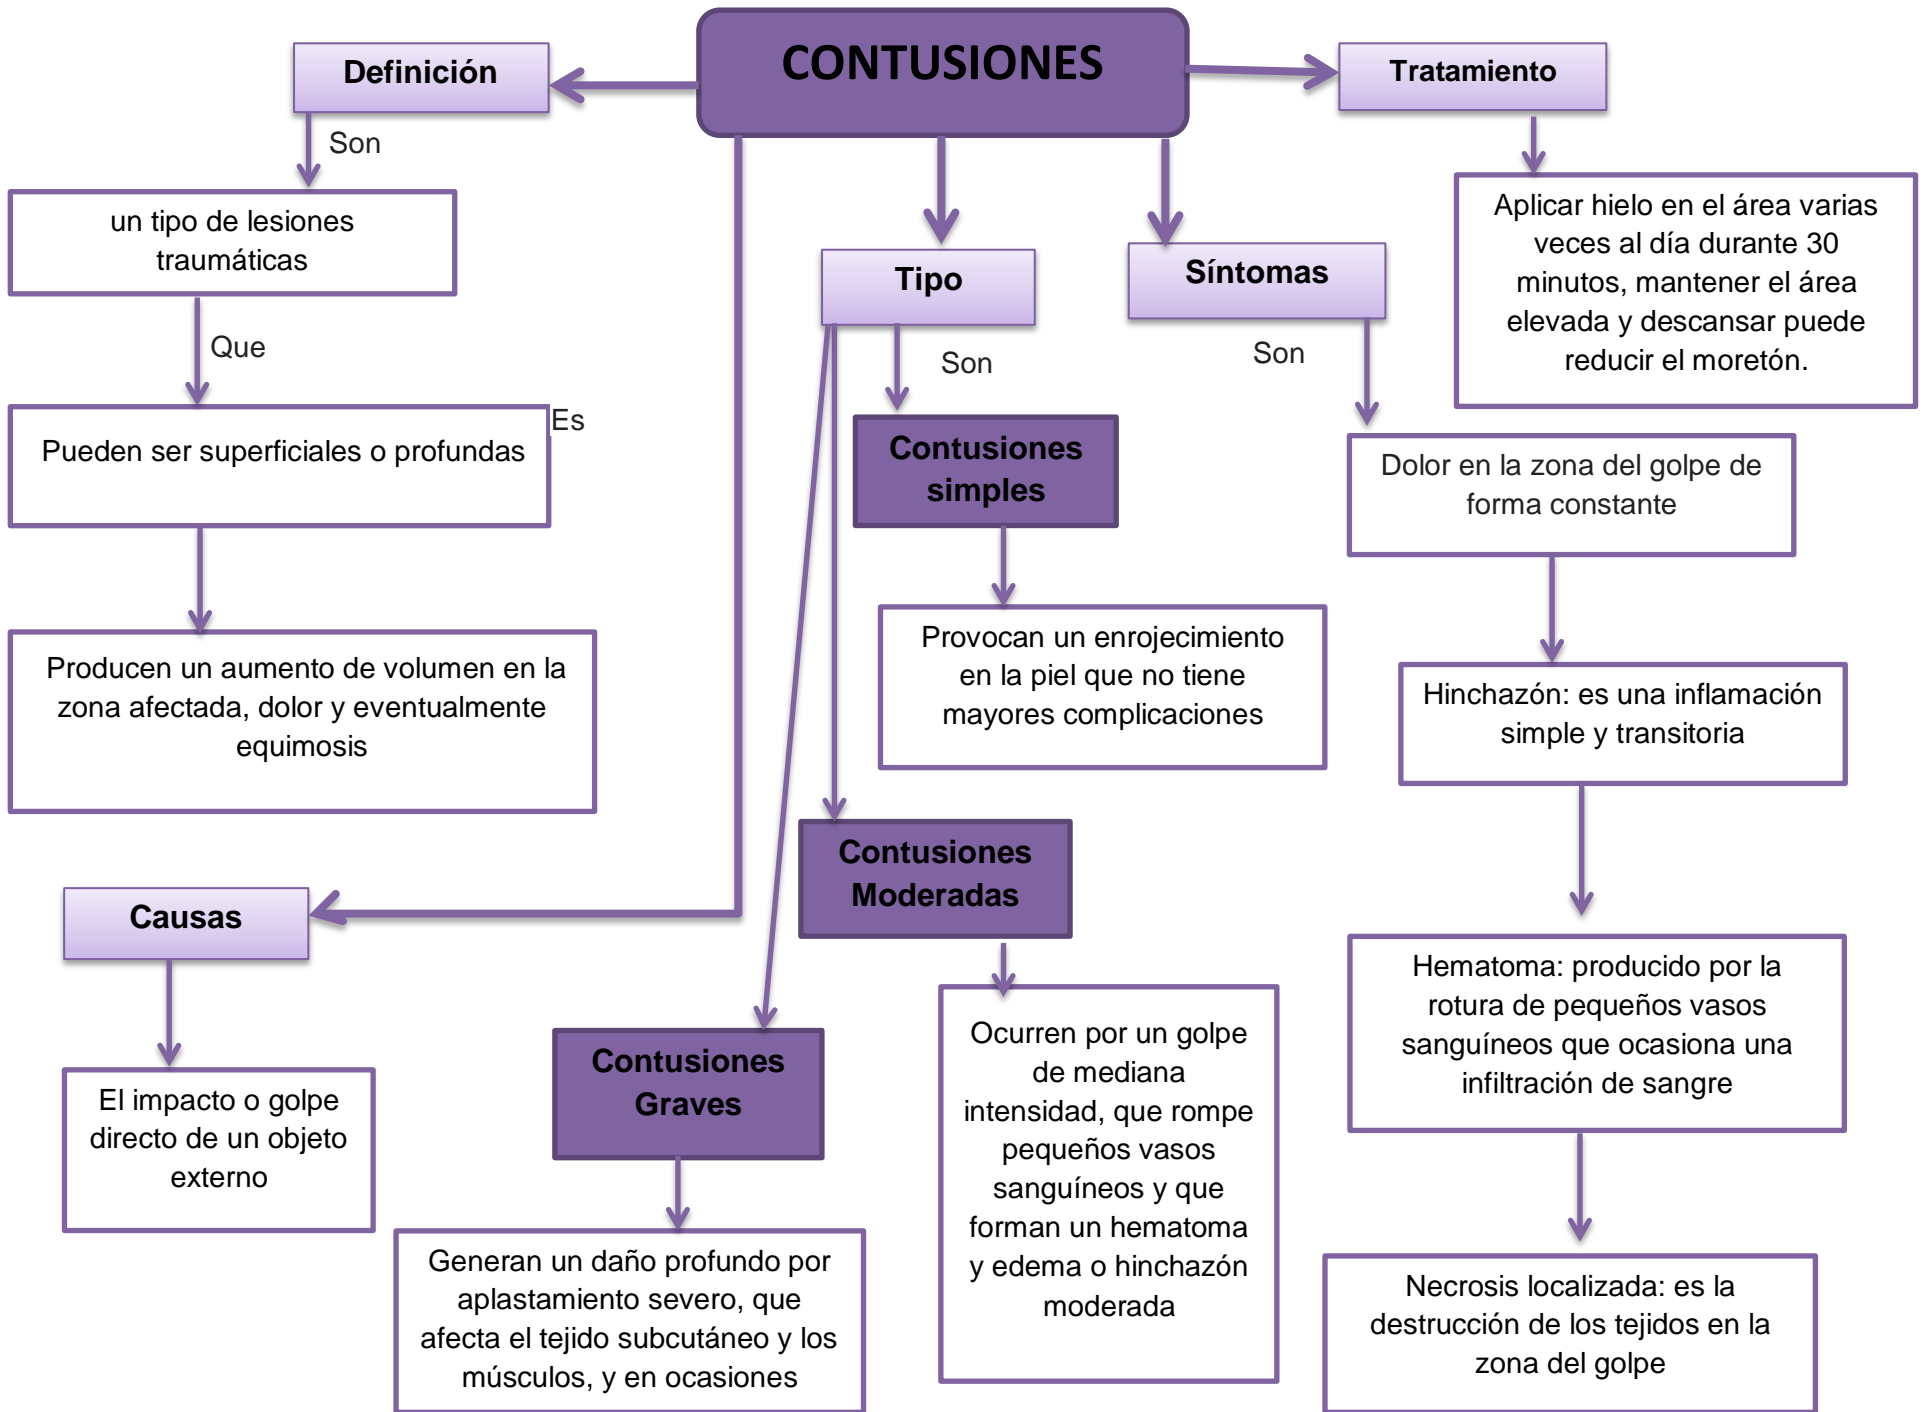 CONTUSIONES
Definición
Son
un tipo de lesiones
traumáticas
Que
Pueden ser superficiales o profundas
Es
Producen un aumento de volumen en la
zona afectada, dolor y eventualmente
equimosis
Causas
El impacto o golpe
directo de un objeto
externo
Tipo
Son
Contusiones
simples
Provocan un enrojecimiento
en la piel que no tiene
mayores complicaciones
Contusiones
Moderadas
Ocurren por un golpe
de mediana
intensidad, que rompe
pequeños vasos
sanguíneos y que
forman un hematoma
y edema o hinchazón
moderada
Contusiones
Graves
Generan un daño profundo por
aplastamiento severo, que
afecta el tejido subcutáneo y los
músculos, y en ocasiones
Síntomas
Son
Dolor en la zona del golpe de
forma constante
Hinchazón: es una inflamación
simple y transitoria
Hematoma: producido por la
rotura de pequeños vasos
sanguíneos que ocasiona una
infiltración de sangre
Necrosis localizada: es la
destrucción de los tejidos en la
zona del golpe
Tratamiento
Aplicar hielo en el área varias
veces al día durante 30
minutos, mantener el área
elevada y descansar puede
reducir el moretón.